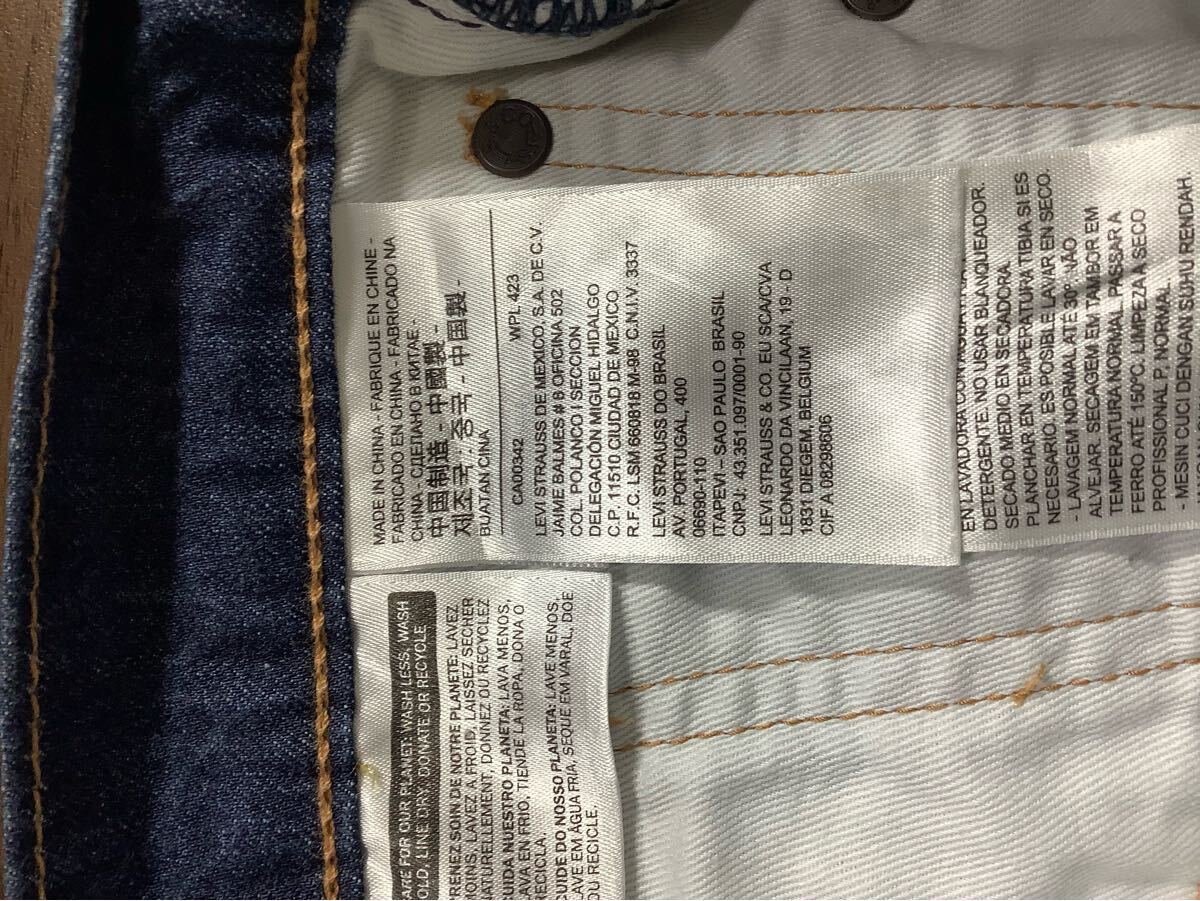 MADE IN CHINA - FABRIQUE EN CHINE -
FABRICADO EN CHINA - FABRICADO NA
CHINA - СДЕЛАНО В КИТАЕ -
中国制造 - 中國製 -
제조국 : 중국 - 中国製 -
BUATAN CINA
CA00342 WPL 423
LEVI STRAUSS DE MEXICO, S.A. DE C.V.
JAIME BALMES # 8 OFICINA 502
COL. POLANCO I SECCION
DELEGACIÓN MIGUEL HIDALGO
C.P. 11510 CIUDAD DE MEXICO
R.F.C. LSM 660818 M-98 C.N.I.V. 3337
LEVI STRAUSS DO BRASIL
AV. PORTUGAL, 400
06690-110
ITAPEVI – SAO PAULO BRASIL
CNPJ: 43.351.097/0001-90
LEVI STRAUSS & CO. EU SCA/CVA
LEONARDO DA VINCILAAN, 19 - D
1831 DIEGEM. BELGIUM
CIF A 08298606
EN LAVADORA CON
DETERGENTE. NO USAR BLANQUEADOR.
SECADO MEDIO EN SECADORA.
PLANCHAR EN TEMPERATURA TIBIA SI ES
NECESARIO. ES POSIBLE LAVAR EN SECO.
- LAVAGEM NORMAL ATÉ 30° NÃO
ALVEJAR. SECAGEM EM TAMBOR EM
TEMPERATURA NORMAL. PASSAR A
FERRO ATÉ 150°C. LIMPEZA A SECO
PROFISSIONAL P, NORMAL.
- MESIN CUCI DENGAN SUHU RENDAH.
CARE FOR OUR PLANET: WASH LESS, WASH
COLD, LINE DRY, DONATE OR RECYCLE.
PRENEZ SOIN DE NOTRE PLANETE: LAVEZ
MOINS, LAVEZ A FROID, LAISSEZ SECHER
NATURELLEMENT, DONNEZ OU RECYCLEZ
CUIDA NUESTRO PLANETA: LAVA MENOS,
LAVA EN FRIO, TIENDE LA ROPA, DONA O
RECICLA.
CUIDE DO NOSSO PLANETA: LAVE MENOS,
LAVE EM ÁGUA FRIA, SEQUE EM VARAL, DOE
OU RECICLE.